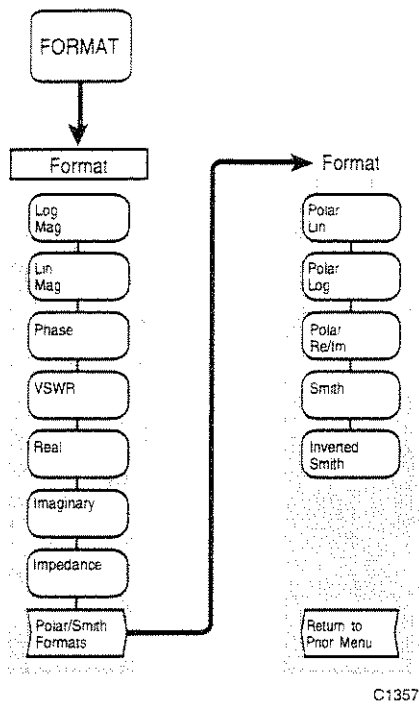 FORMAT
Format
Log
Mag
Lin
Mag
Phase
VSWR
Real
Imaginary
Impedance
Polar/Smith
Formats
Format
Polar
Lin
Polar
Log
Polar
Re/Im
Smith
Inverted
Smith
Return to
Prior Menu
C1357